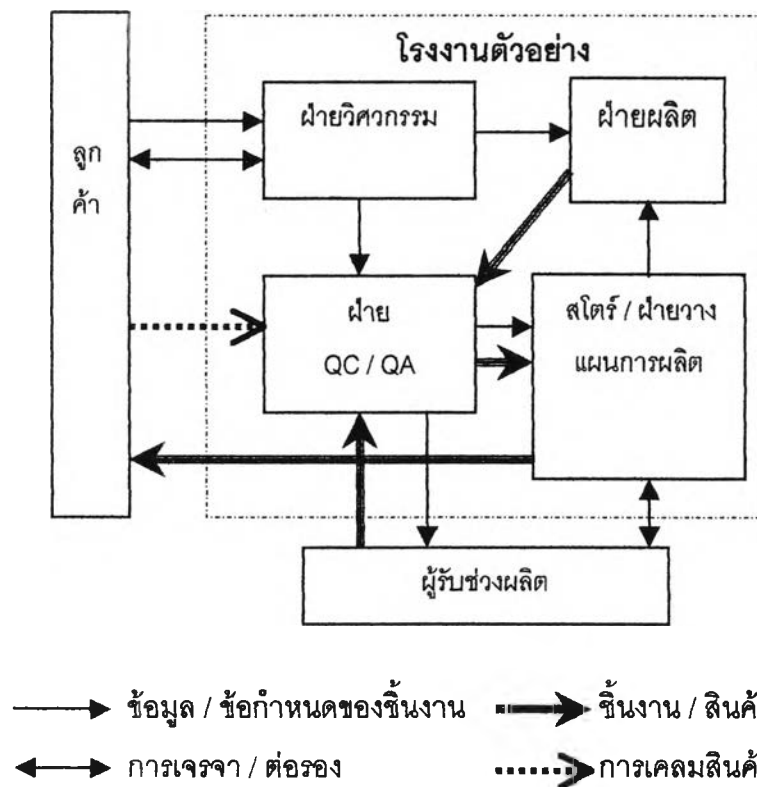 โรงงานตัวอย่าง
ลูก
ค้า
ฝ่ายวิศวกรรม
ฝ่ายผลิต
ฝ่าย
QC / QA
สโตร์ / ฝ่ายวาง
แผนการผลิต
ผู้รับช่วงผลิต
ข้อมูล / ข้อกำหนดของชิ้นงาน
ชิ้นงาน / สินค้
การเจรจา / ต่อรอง
การเคลมสินค้